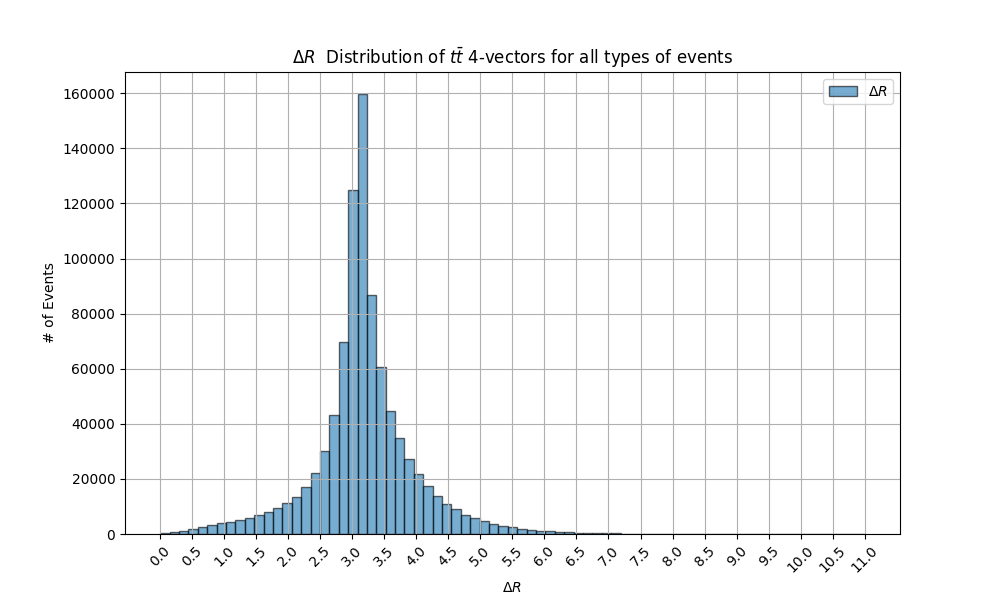 ΔR  Distribution of tt̄ 4-vectors for all types of events
ΔR
160000
140000
120000
100000
80000
60000
40000
20000
0
# of Events
0.0 0.5 1.0 1.5 2.0 2.5 3.0 3.5 4.0 4.5 5.0 5.5 6.0 6.5 7.0 7.5 8.0 8.5 9.0 9.5 10.0 10.5 11.0
ΔR